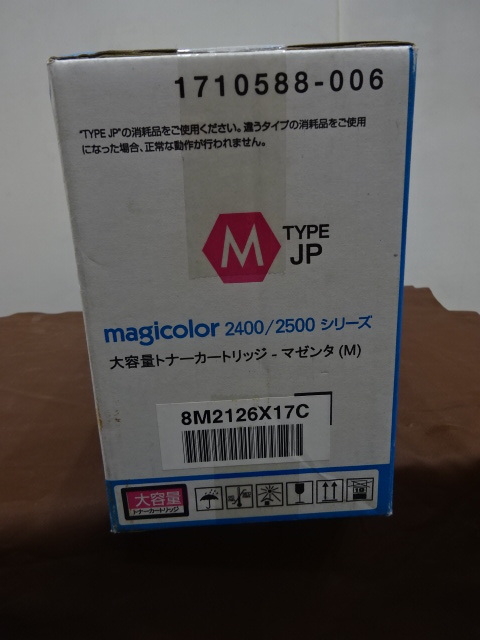 1710588-006
"TYPE JP"の消耗品をご使用ください。違うタイプの消耗品をご使用
になった場合、正常な動作が行われません。
M
TYPE
JP
magicolor 2400/2500 シリーズ
大容量トナーカートリッジ - マゼンタ (M)
8M2126X17C
大容量
トナーカートリッジ